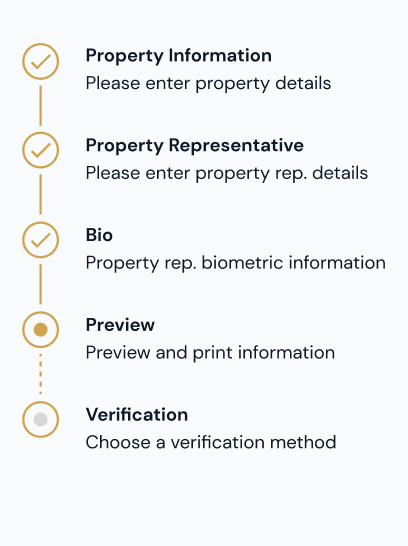 Property Information
Please enter property details
Property Representative
Please enter property rep. details
Bio
Property rep. biometric information
Preview
Preview and print information
Verification
Choose a verification method